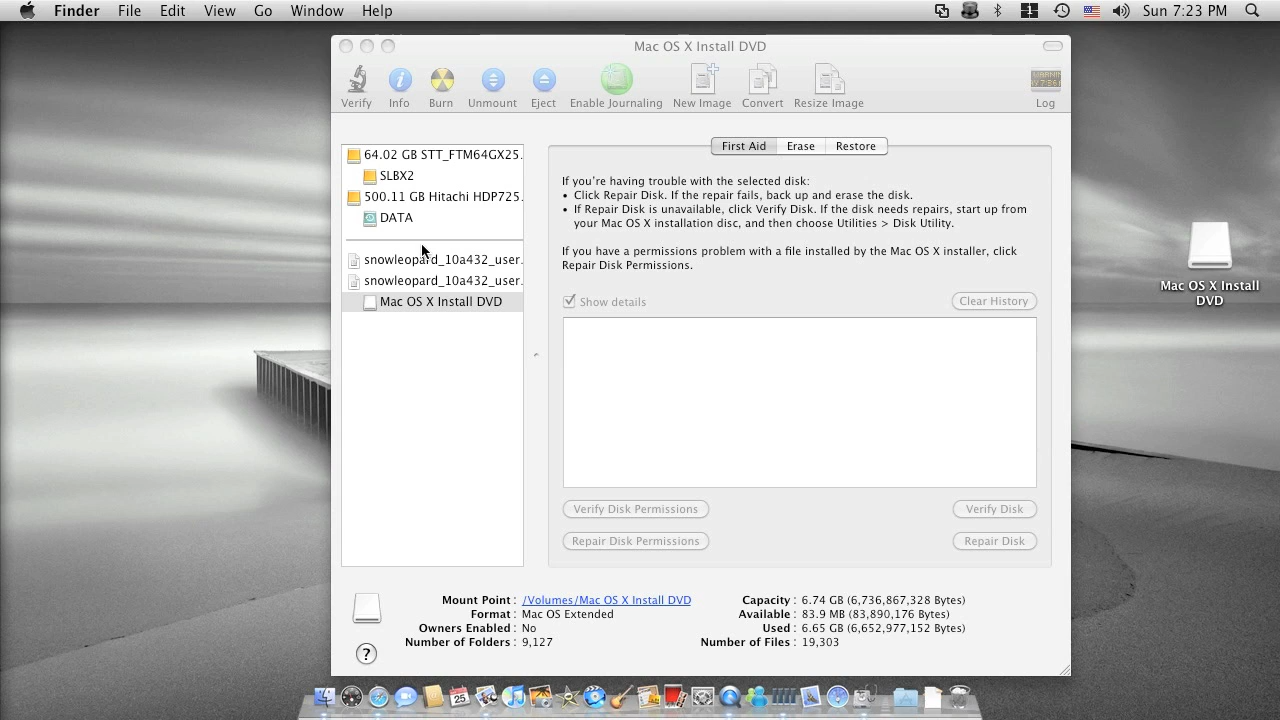 Finder File Edit View Go Window Help
1 Sun 7:23 PM
Mac OS X Install DVD
Verify Info Burn Unmount Eject Enable Journaling New Image Convert Resize Image Log
64.02 GB STT_FTM64GX25.
SLBX2
500.11 GB Hitachi HDP725.
DATA
snowleopard_10a432_user.
snowleopard_10a432_user.
Mac OS X Install DVD
First Aid Erase Restore
If you're having trouble with the selected disk:
• Click Repair Disk. If the repair fails, back up and erase the disk.
• If Repair Disk is unavailable, click Verify Disk. If the disk needs repairs, start up from
your Mac OS X installation disc, and then choose Utilities > Disk Utility.
If you have a permissions problem with a file installed by the Mac OS X installer, click
Repair Disk Permissions.
Show details Clear History
Verify Disk Permissions Verify Disk
Repair Disk Permissions Repair Disk
Mount Point : /Volumes/Mac OS X Install DVD
Format : Mac OS Extended
Owners Enabled : No
Number of Folders : 9,127
Capacity : 6.74 GB (6,736,867,328 Bytes)
Available : 83.9 MB (83,890,176 Bytes)
Used : 6.65 GB (6,652,977,152 Bytes)
Number of Files : 19,303
?
Mac OS X Install
DVD
25